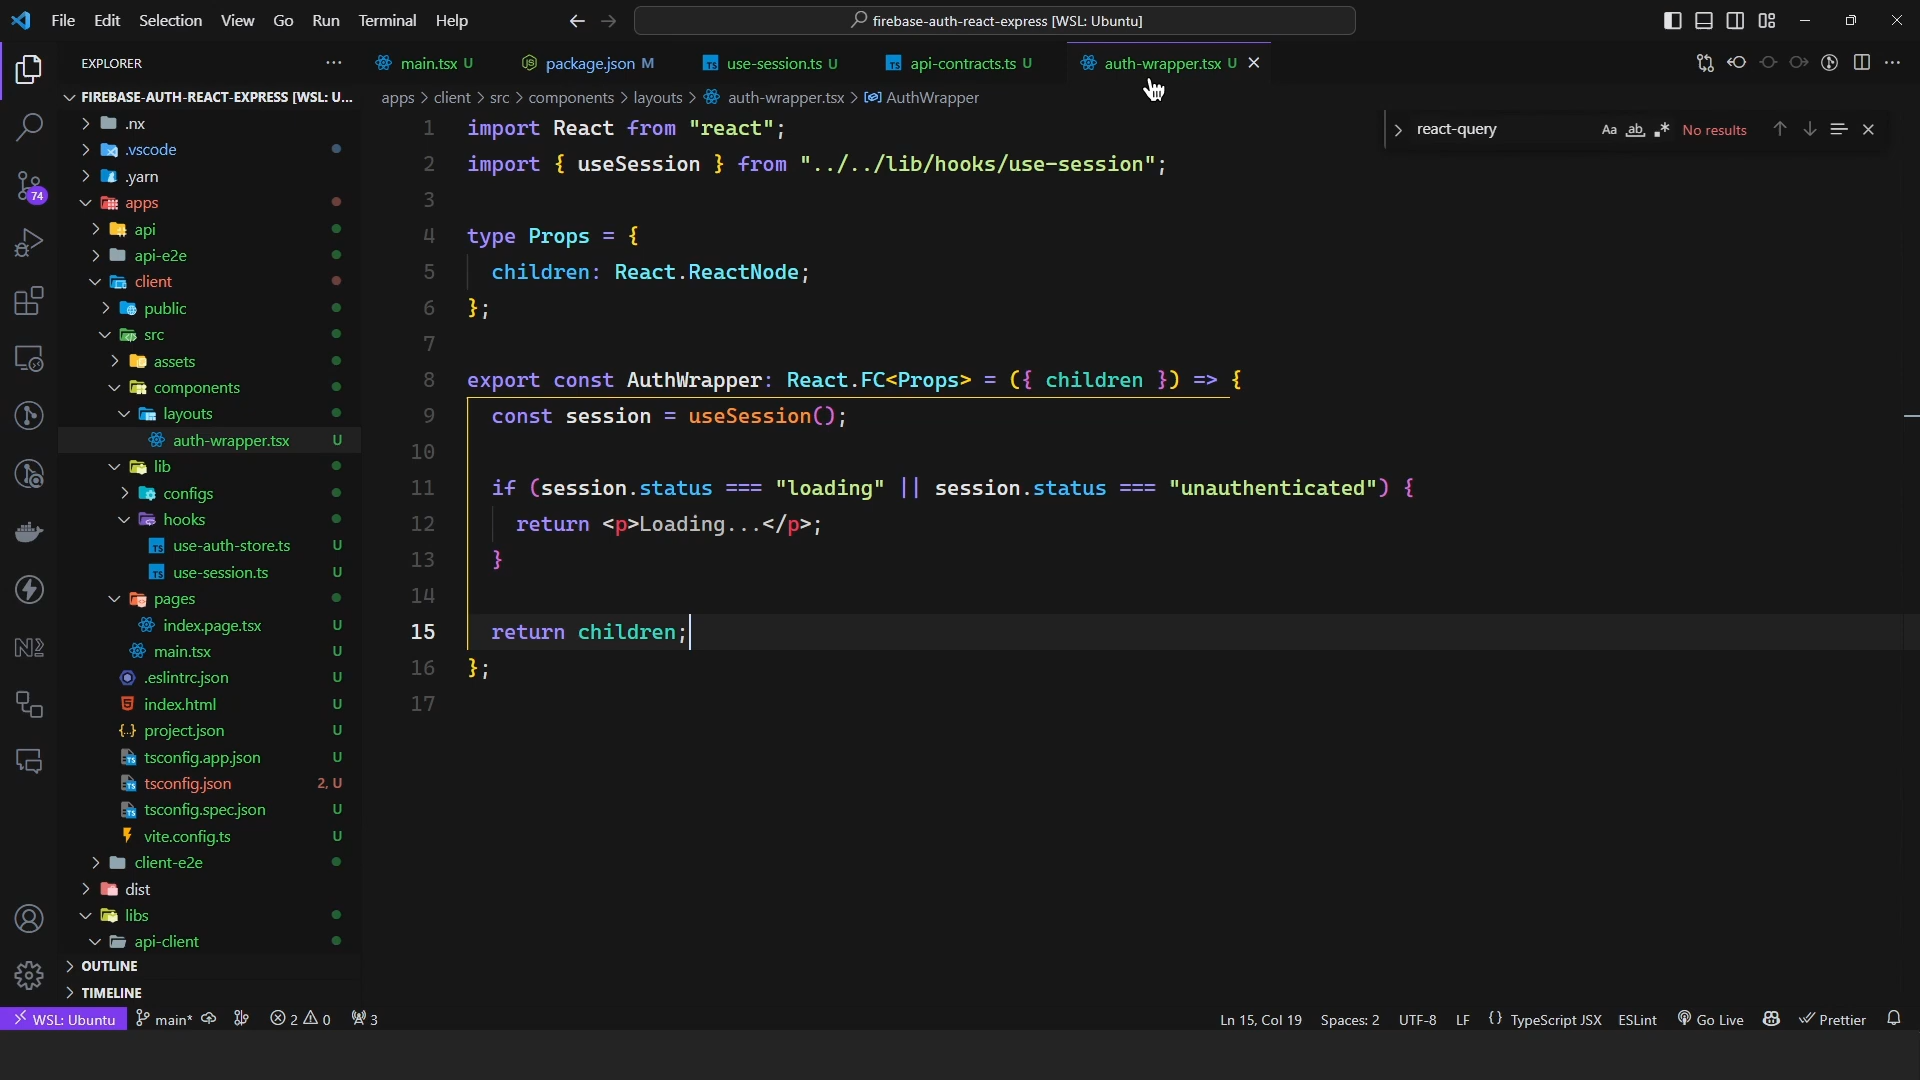 File Edit Selection View Go Run Terminal Help
firebase-auth-react-express [WSL: Ubuntu]
EXPLORER
main.tsx U
package.json M
use-session.ts U
api-contracts.ts U
auth-wrapper.tsx U
FIREBASE-AUTH-REACT-EXPRESS [WSL: U...
apps > client > src > components > layouts > auth-wrapper.tsx > AuthWrapper
react-query Aa ab No results
.nx
.vscode
.yarn
apps
api
api-e2e
client
public
src
assets
components
layouts
auth-wrapper.tsx U
lib
configs
hooks
use-auth-store.ts U
use-session.ts U
pages
index.page.tsx U
main.tsx U
.eslintrc.json U
index.html U
project.json U
tsconfig.app.json U
tsconfig.json 2, U
tsconfig.spec.json U
vite.config.ts U
client-e2e
dist
libs
api-client
OUTLINE
TIMELINE
74
1 import React from "react";
2 import { useSession } from "../../lib/hooks/use-session";
3
4 type Props = {
5 children: React.ReactNode;
6 };
7
8 export const AuthWrapper: React.FC<Props> = ({ children }) => {
9 const session = useSession();
10
11 if (session.status === "loading" || session.status === "unauthenticated") {
12 return <p>Loading...</p>;
13 }
14
15 return children;
16 };
17
WSL: Ubuntu main* 2 0 3
Ln 15, Col 19 Spaces: 2 UTF-8 LF {} TypeScript JSX ESLint Go Live Prettier